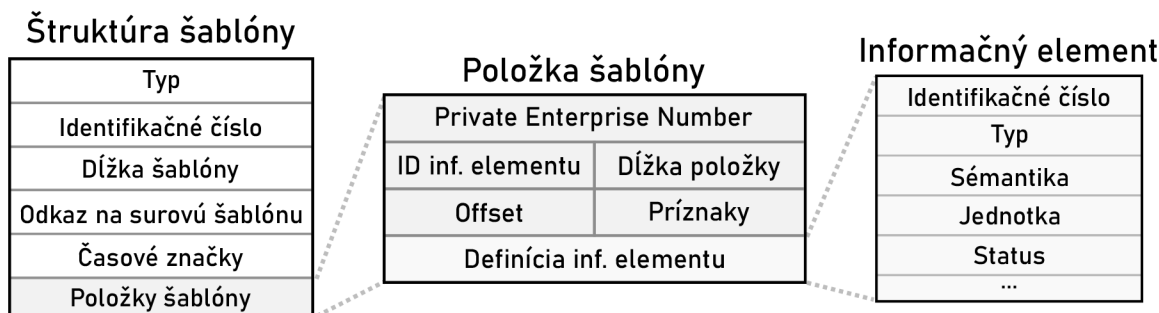 Štruktúra šablóny
Typ
Identifikačné číslo
Dĺžka šablóny
Odkaz na surovú šablónu
Časové značky
Položky šablóny
Položka šablóny
Private Enterprise Number
ID inf. elementu
Dĺžka položky
Offset
Príznaky
Definícia inf. elementu
Informačný element
Identifikačné číslo
Typ
Sémantika
Jednotka
Status
...